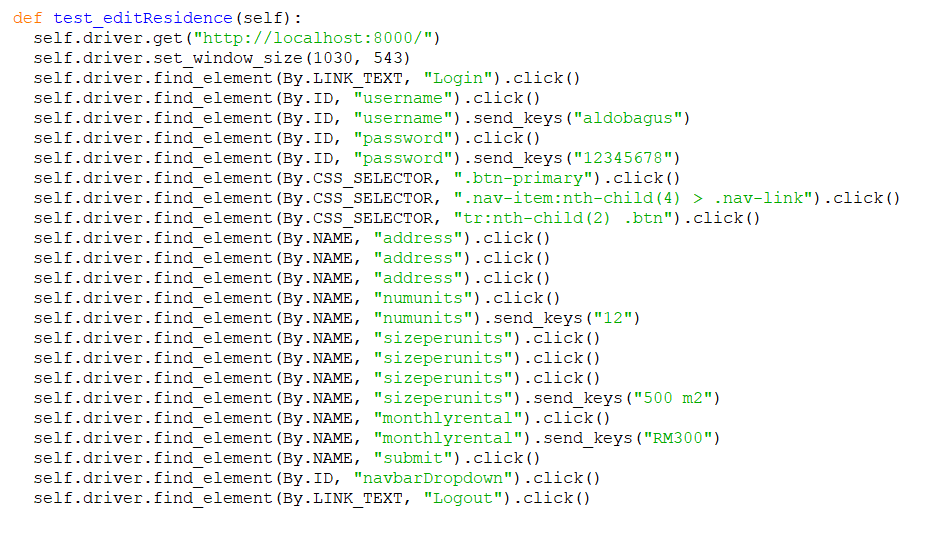 def test_editResidence(self):
  self.driver.get("http://localhost:8000/")
  self.driver.set_window_size(1030, 543)
  self.driver.find_element(By.LINK_TEXT, "Login").click()
  self.driver.find_element(By.ID, "username").click()
  self.driver.find_element(By.ID, "username").send_keys("aldobagus")
  self.driver.find_element(By.ID, "password").click()
  self.driver.find_element(By.ID, "password").send_keys("12345678")
  self.driver.find_element(By.CSS_SELECTOR, ".btn-primary").click()
  self.driver.find_element(By.CSS_SELECTOR, ".nav-item:nth-child(4) > .nav-link").click()
  self.driver.find_element(By.CSS_SELECTOR, "tr:nth-child(2) .btn").click()
  self.driver.find_element(By.NAME, "address").click()
  self.driver.find_element(By.NAME, "address").click()
  self.driver.find_element(By.NAME, "address").click()
  self.driver.find_element(By.NAME, "numunits").click()
  self.driver.find_element(By.NAME, "numunits").send_keys("12")
  self.driver.find_element(By.NAME, "sizeperunits").click()
  self.driver.find_element(By.NAME, "sizeperunits").click()
  self.driver.find_element(By.NAME, "sizeperunits").click()
  self.driver.find_element(By.NAME, "sizeperunits").send_keys("500 m2")
  self.driver.find_element(By.NAME, "monthlyrental").click()
  self.driver.find_element(By.NAME, "monthlyrental").send_keys("RM300")
  self.driver.find_element(By.NAME, "submit").click()
  self.driver.find_element(By.ID, "navbarDropdown").click()
  self.driver.find_element(By.LINK_TEXT, "Logout").click()